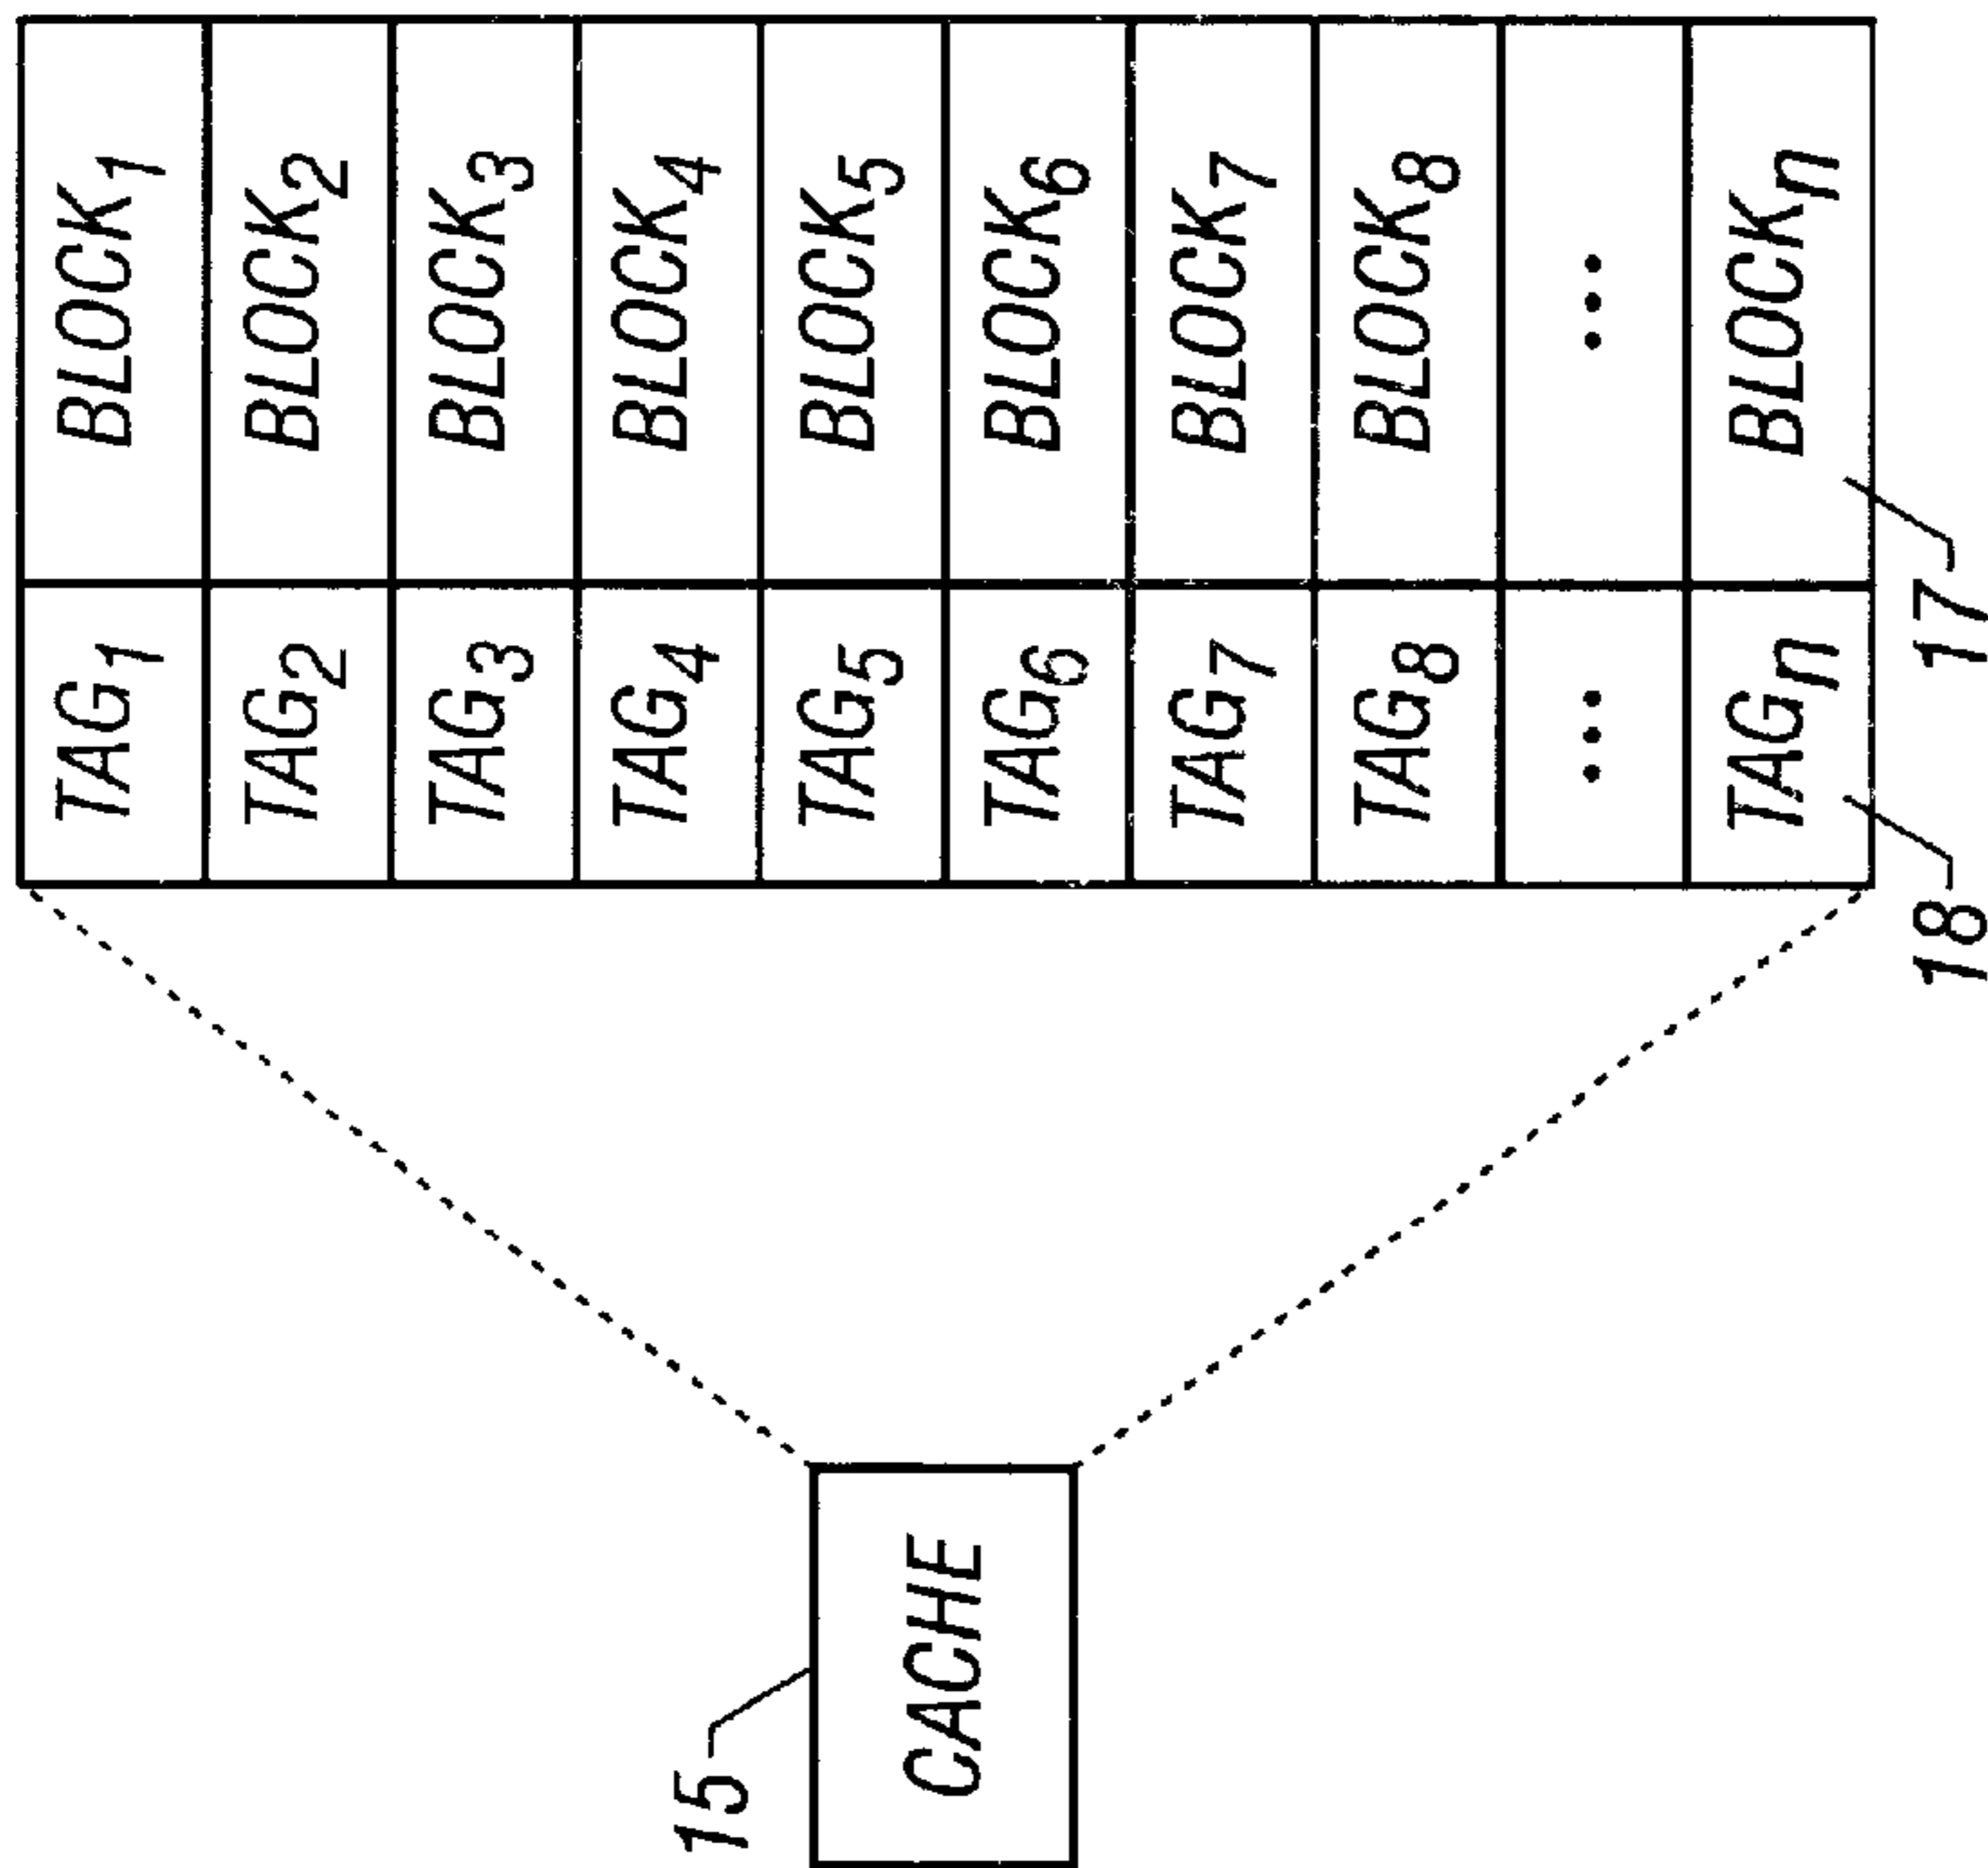 15
CACHE
TAG1 BLOCK1
TAG2 BLOCK2
TAG3 BLOCK3
TAG4 BLOCK4
TAG5 BLOCK5
TAG6 BLOCK6
TAG7 BLOCK7
TAG8 BLOCK8
... ...
TAGn BLOCKn
18 17